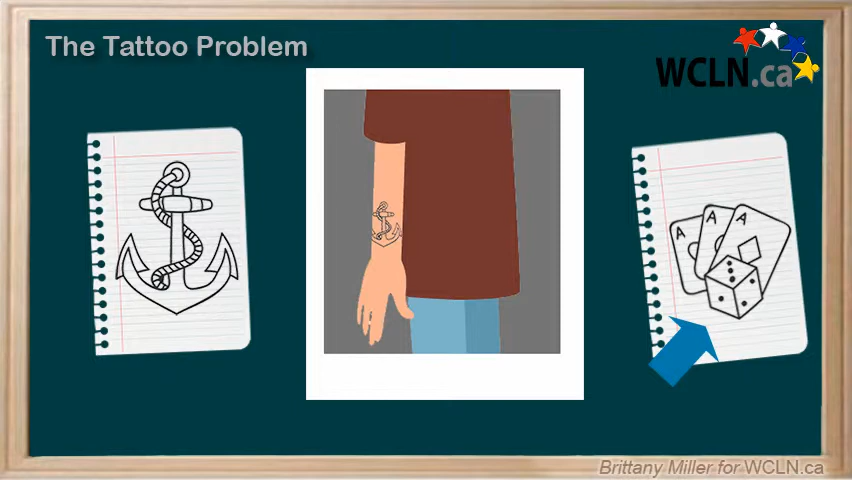 The Tattoo Problem
WCLN.ca
A A A
Brittany Miller for WCLN.ca